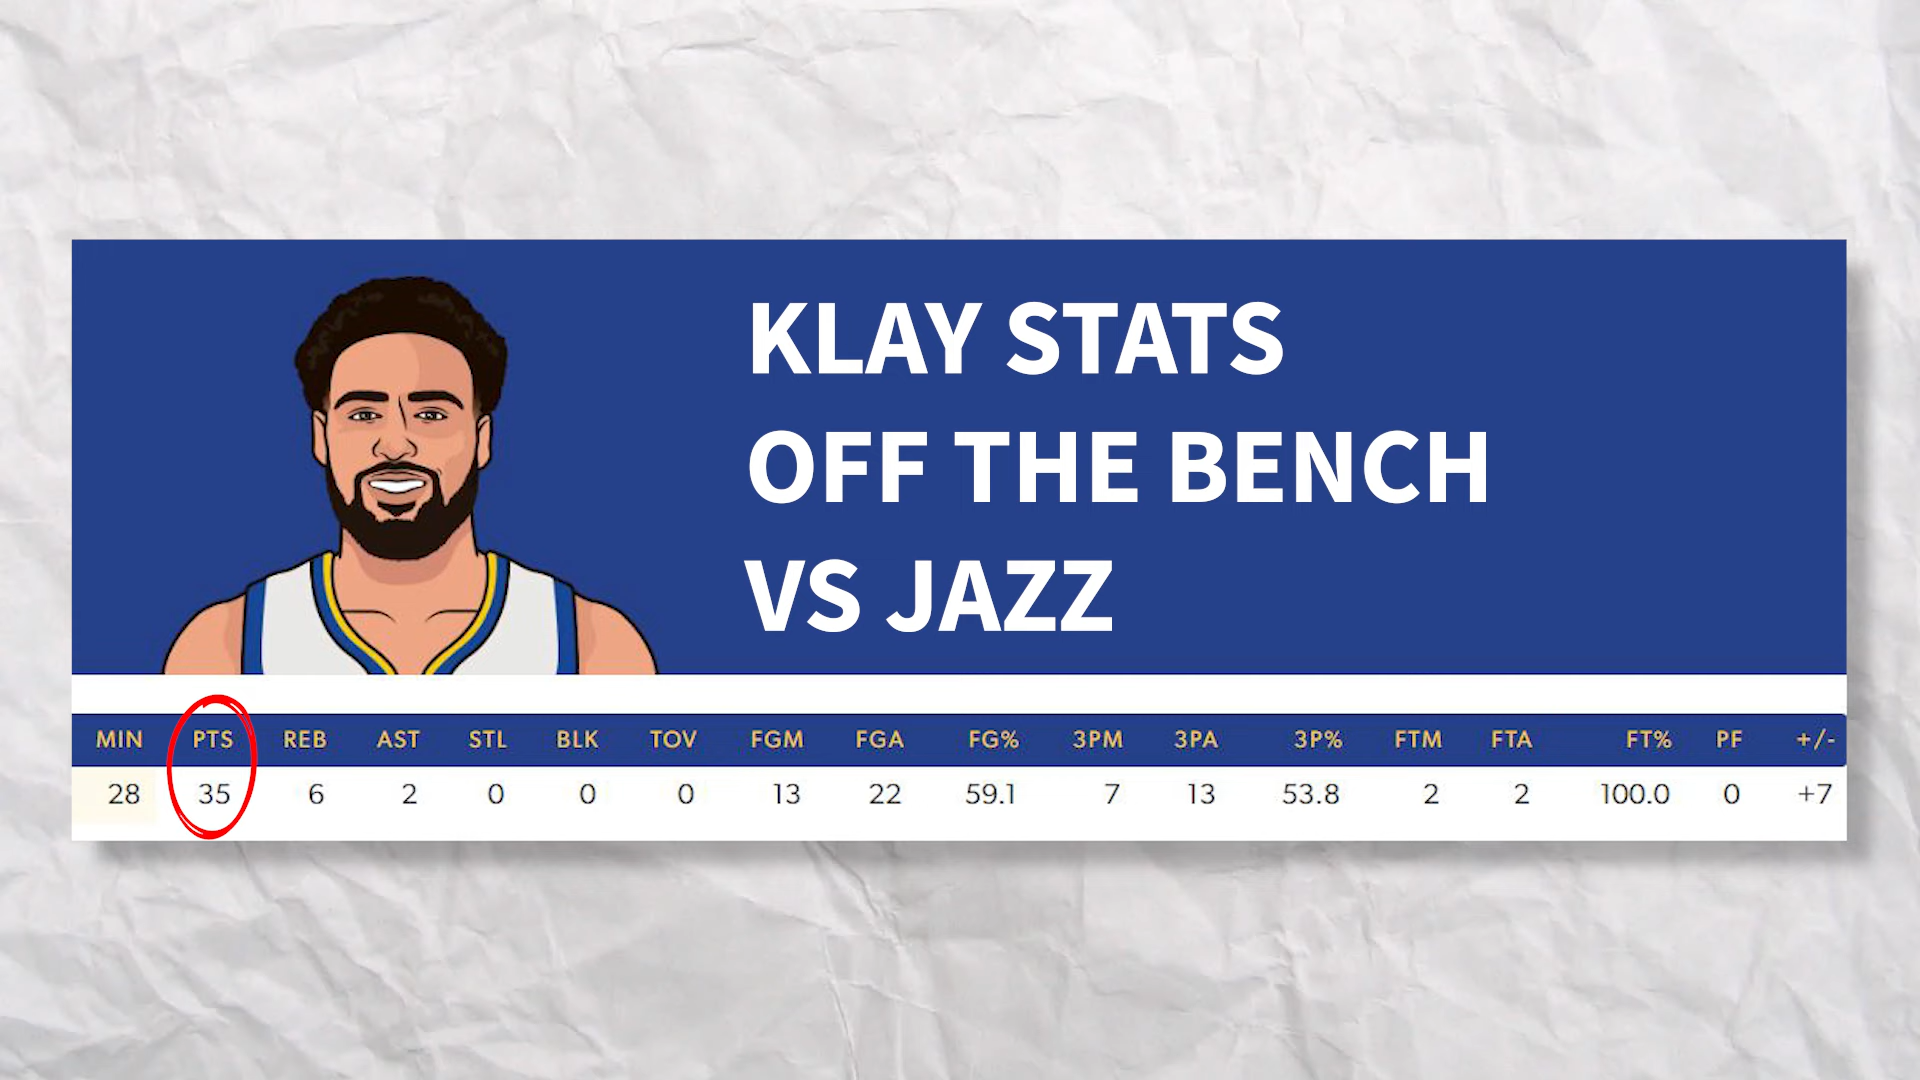 KLAY STATS
OFF THE BENCH
VS JAZZ
MIN PTS REB AST STL BLK TOV FGM FGA FG% 3PM 3PA 3P% FTM FTA FT% PF +/-
28 35 6 2 0 0 0 13 22 59.1 7 13 53.8 2 2 100.0 0 +7